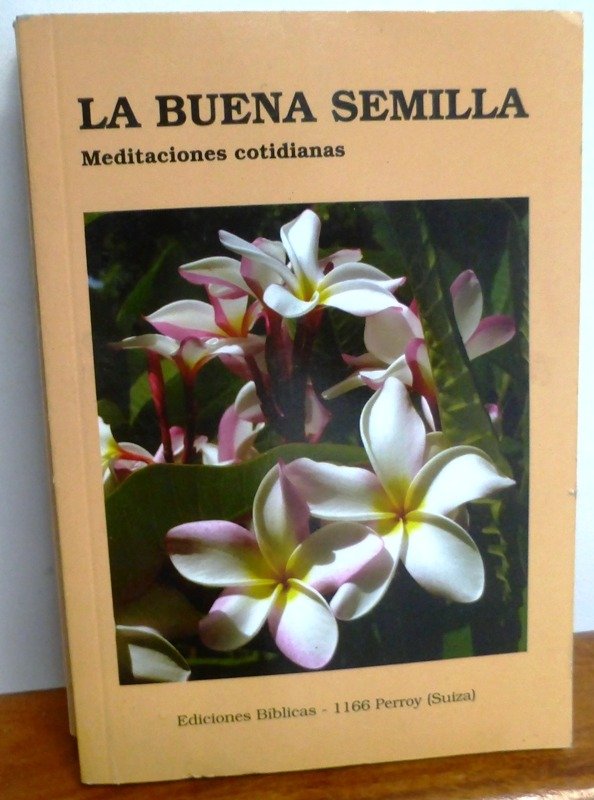 LA BUENA SEMILLA
Meditaciones cotidianas
Ediciones Bíblicas - 1166 Perroy (Suiza)